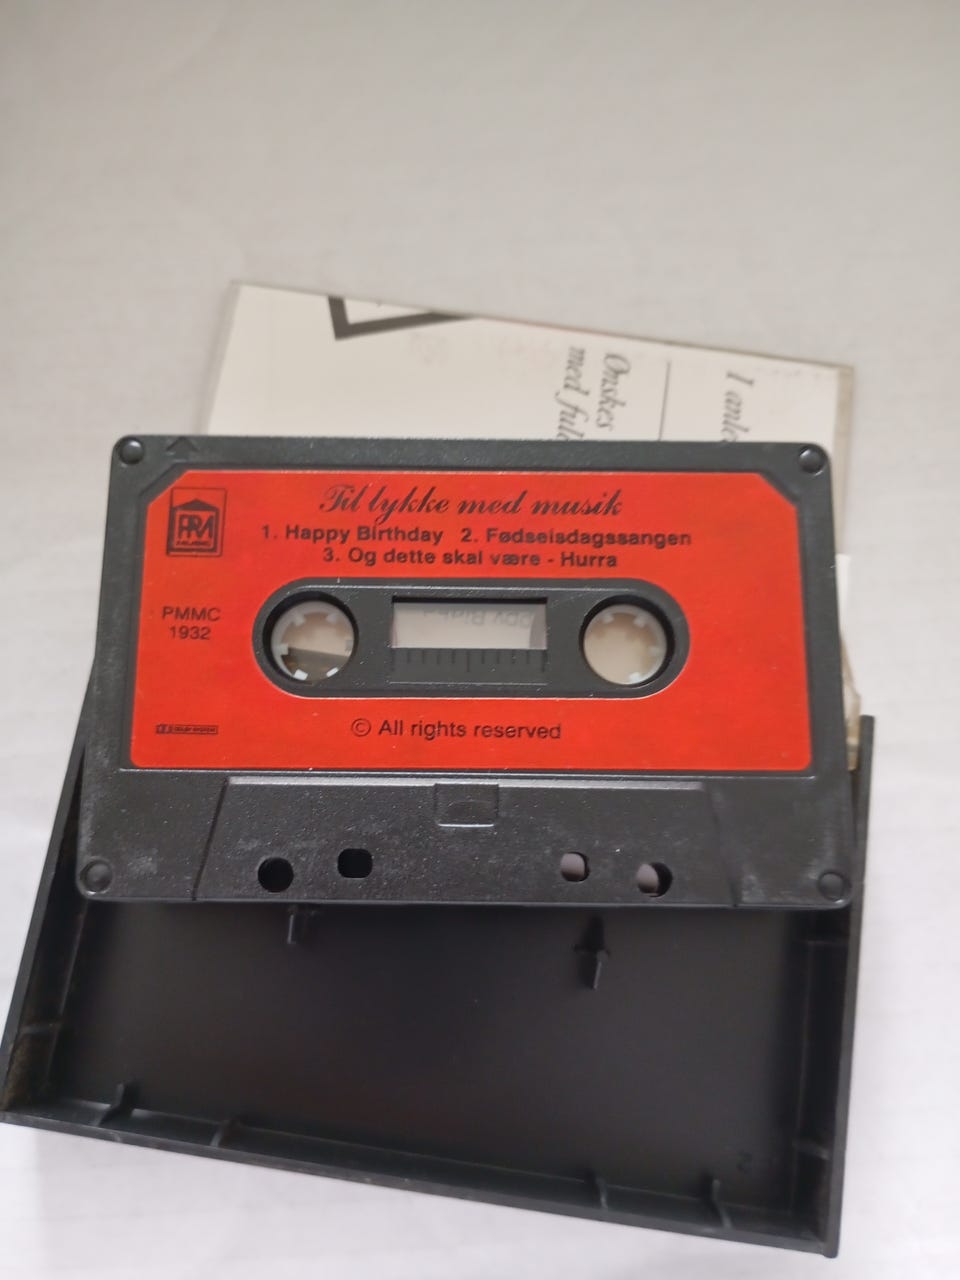 I anle
Ønskes
med ful
Til lykke med musik
1. Happy Birthday 2. Fødselsdagssangen
3. Og dette skal være - Hurra
PMMC
1932
© All rights reserved